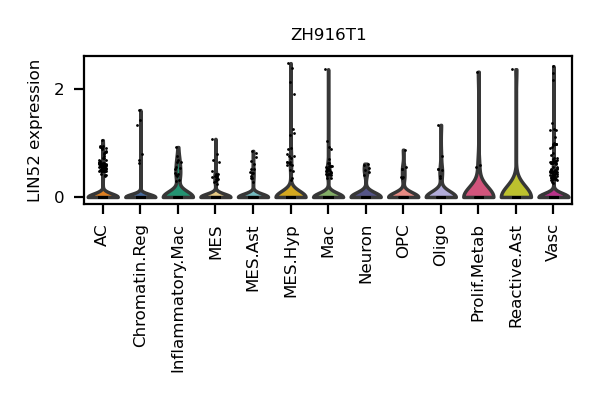 ZH916T1
LIN52 expression
2
0
AC
Chromatin.Reg
Inflammatory.Mac
MES
MES.Ast
MES.Hyp
Mac
Neuron
OPC
Oligo
Prolif.Metab
Reactive.Ast
Vasc